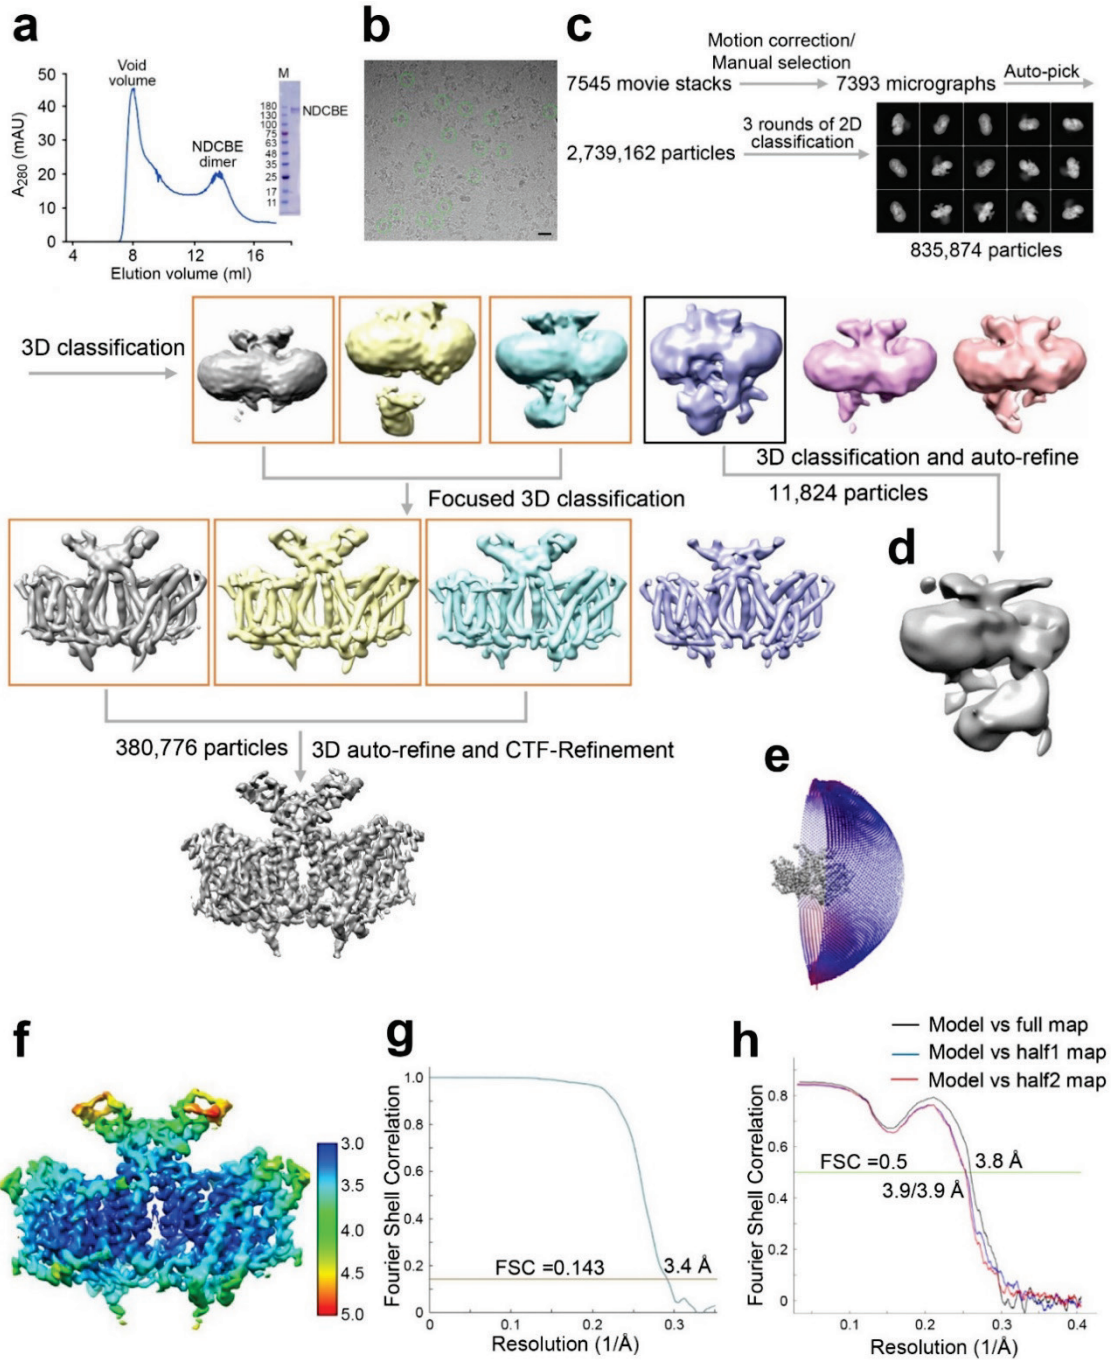 a
50
40
30
20
10
0
A280 (mAU)
4
8
12
16
Elution volume (ml)
Void
volume
NDCBE
dimer
M
180
130
100
75
63
48
35
25
17
11
NDCBE
b
c
7545 movie stacks
Motion correction/
Manual selection
7393 micrographs
Auto-pick
2,739,162 particles
3 rounds of 2D
classification
835,874 particles
3D classification
3D classification and auto-refine
11,824 particles
Focused 3D classification
d
380,776 particles
3D auto-refine and CTF-Refinement
e
f
3.0
3.5
4.0
4.5
5.0
g
Fourier Shell Correlation
1.0
0.8
0.6
0.4
0.2
0
FSC =0.143
3.4 Å
0
0.1
0.2
0.3
Resolution (1/Å)
h
Model vs full map
Model vs half1 map
Model vs half2 map
Fourier Shell Correlation
0.8
0.6
0.4
0.2
0.0
FSC =0.5
3.8 Å
3.9/3.9 Å
0.1
0.2
0.3
0.4
Resolution (1/Å)